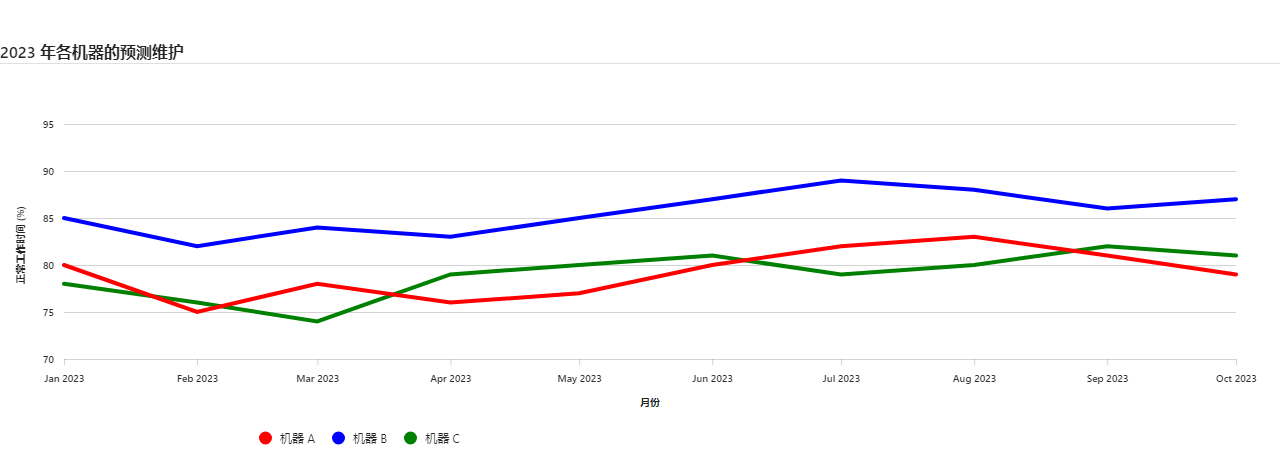 2023 年各机器的预测维护
95
90
85
80
75
70
正常工作时间 (%)
Jan 2023
Feb 2023
Mar 2023
Apr 2023
May 2023
Jun 2023
Jul 2023
Aug 2023
Sep 2023
Oct 2023
月份
机器 A
机器 B
机器 C